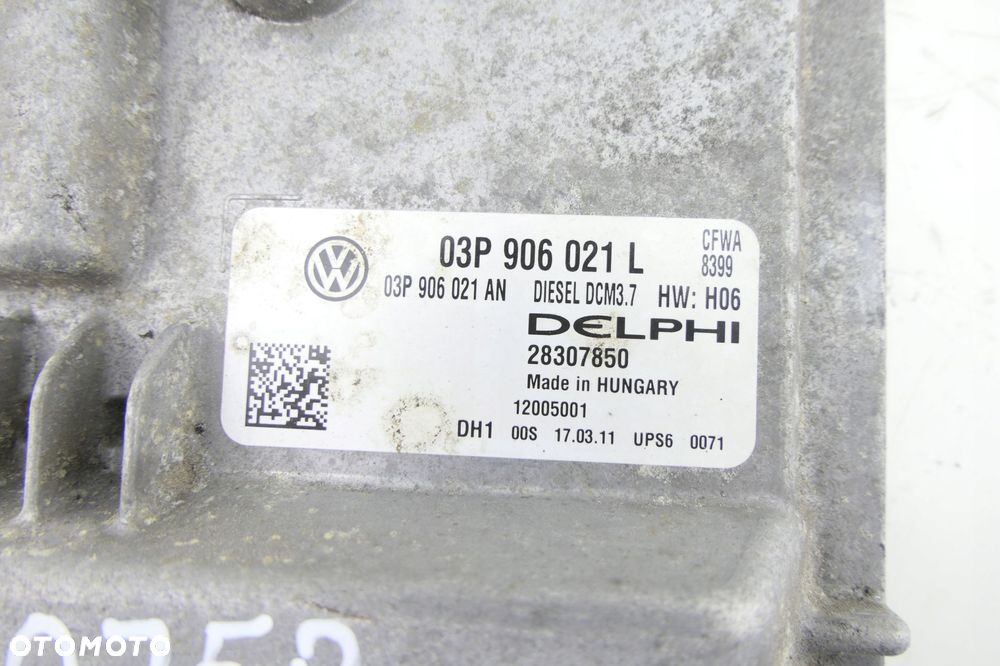 03P 906 021 L
CFWA
8399
03P 906 021 AN DIESEL DCM3.7 HW: H06
DELPHI
28307850
Made in HUNGARY
12005001
DH1 00S 17.03.11 UPS6 0071
OTOMOTO